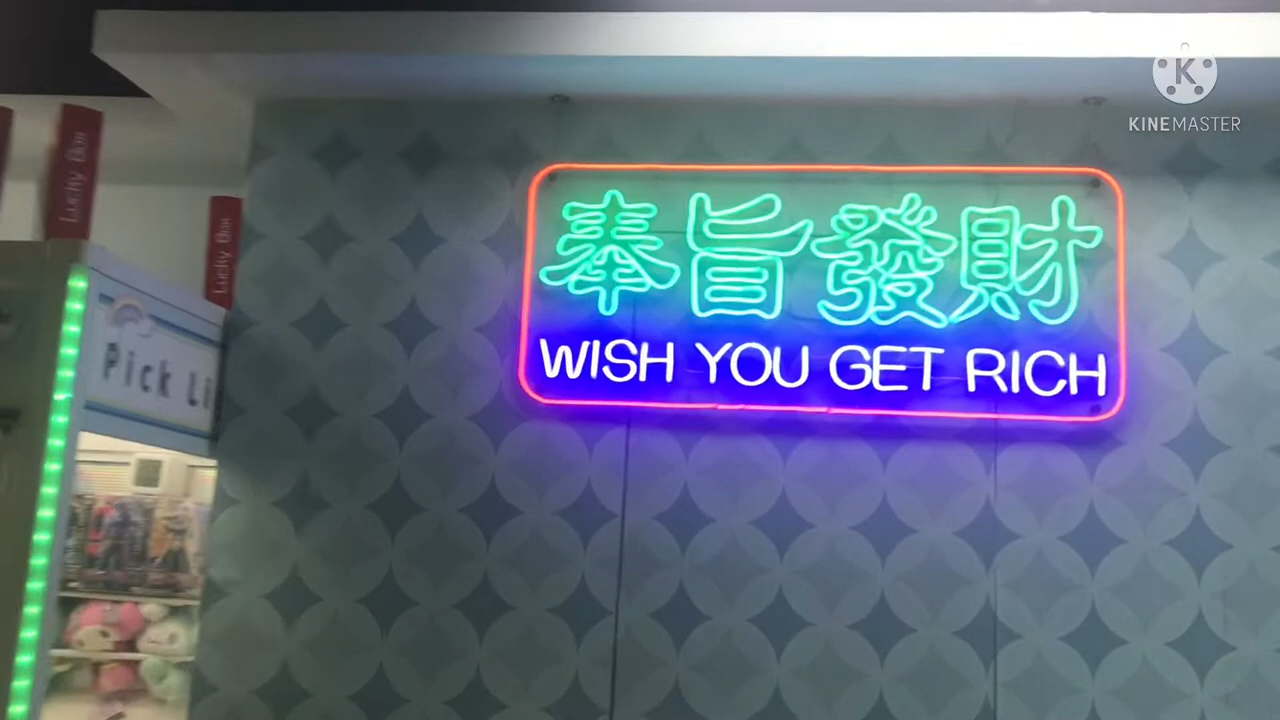 奉旨發財
WISH YOU GET RICH
Lucky Box
Lucky Box
Pick Li
KINEMASTER